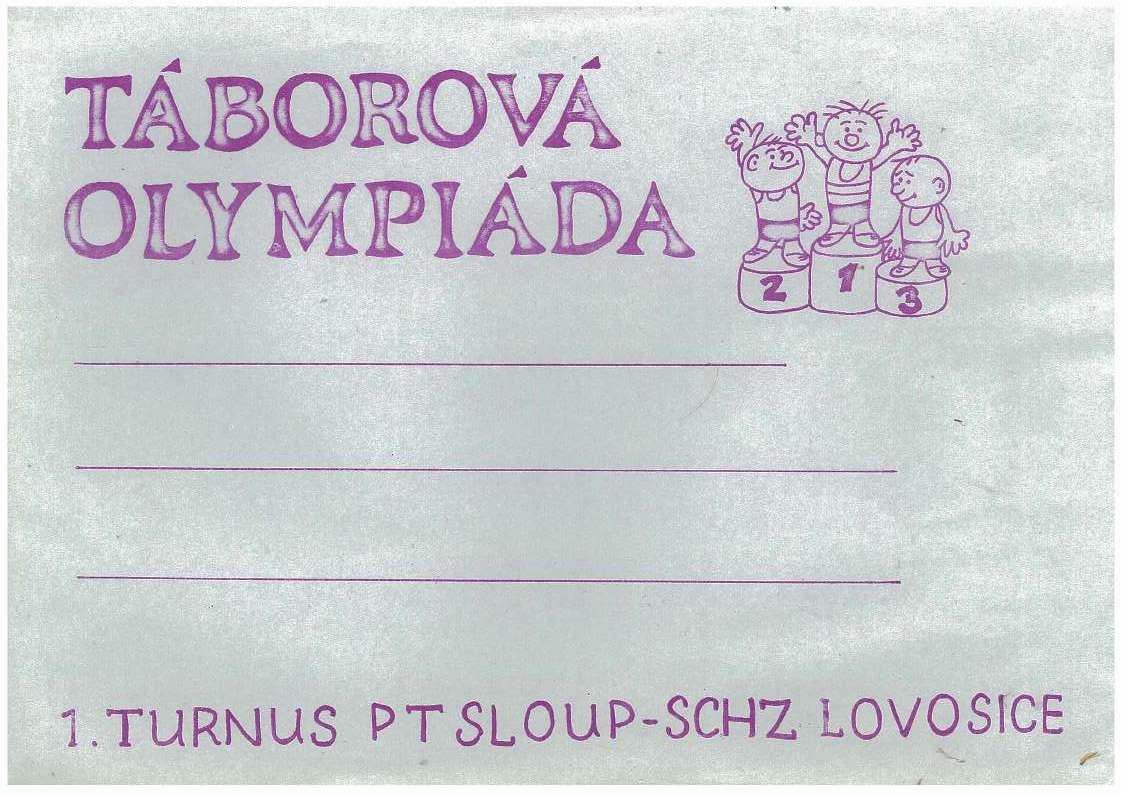 TÁBOROVÁ
OLYMPIÁDA
2 1 3
1. TURNUS PT SLOUP-SCHZ LOVOSICE